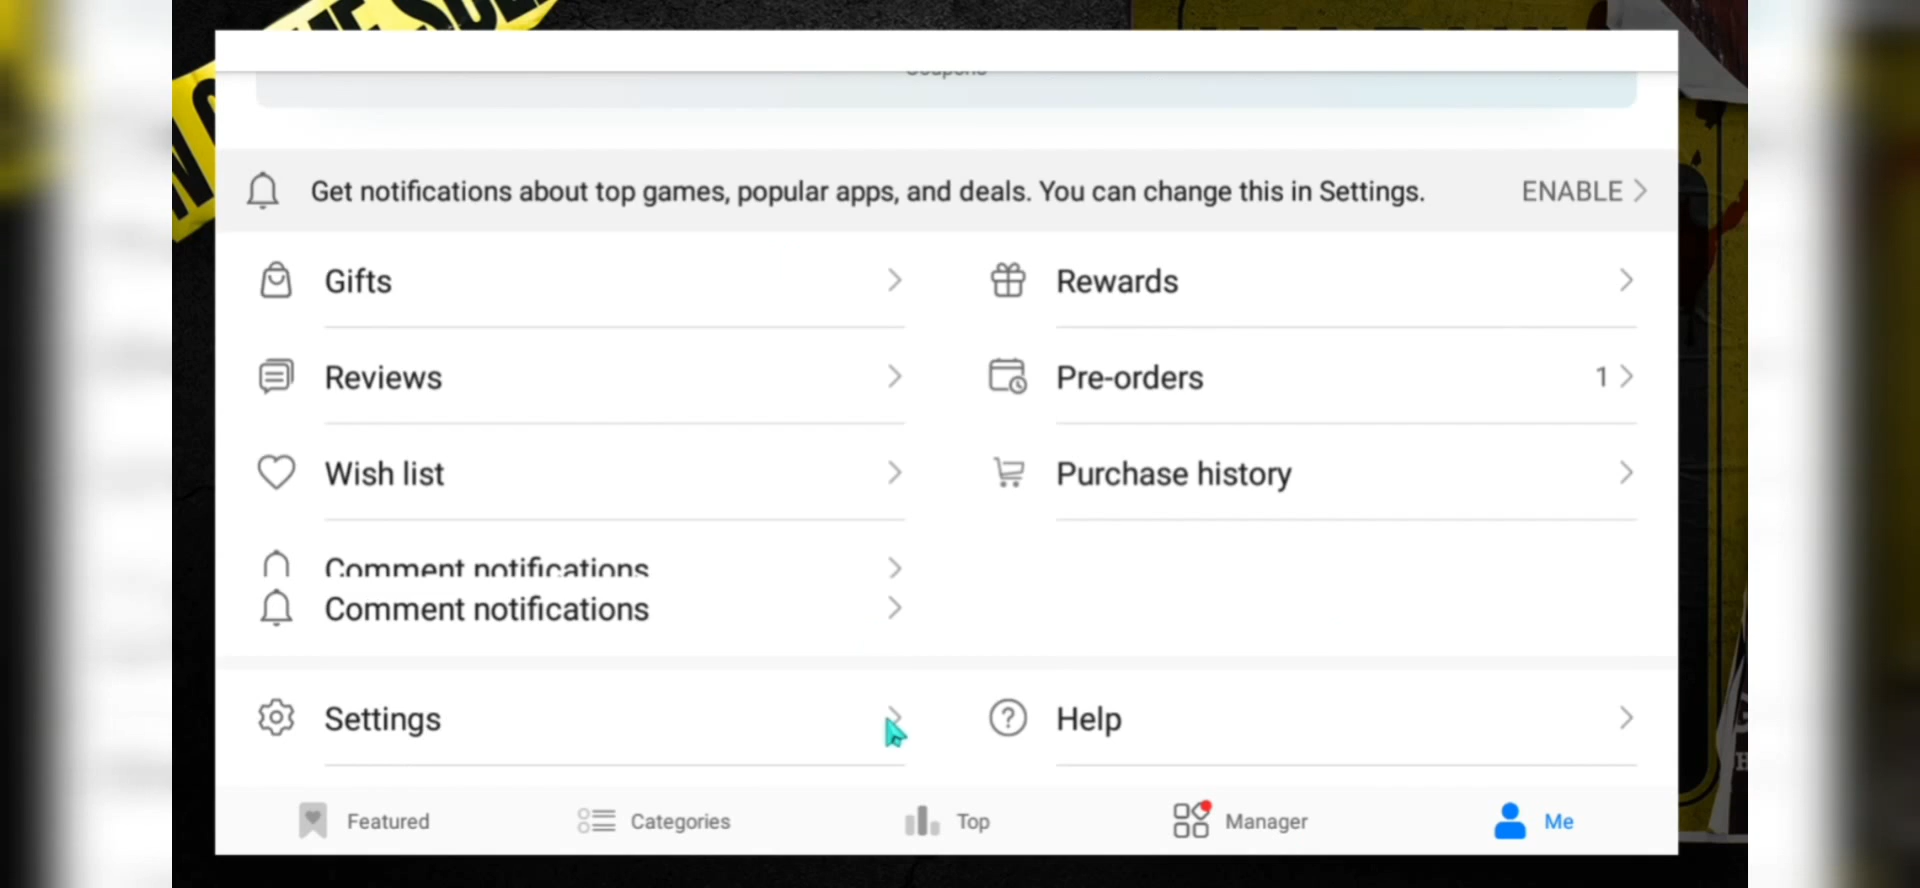 Coupons
Get notifications about top games, popular apps, and deals. You can change this in Settings.
ENABLE
Gifts
Rewards
Reviews
Pre-orders
1
Wish list
Purchase history
Comment notifications
Comment notifications
Settings
Help
Featured
Categories
Top
Manager
Me